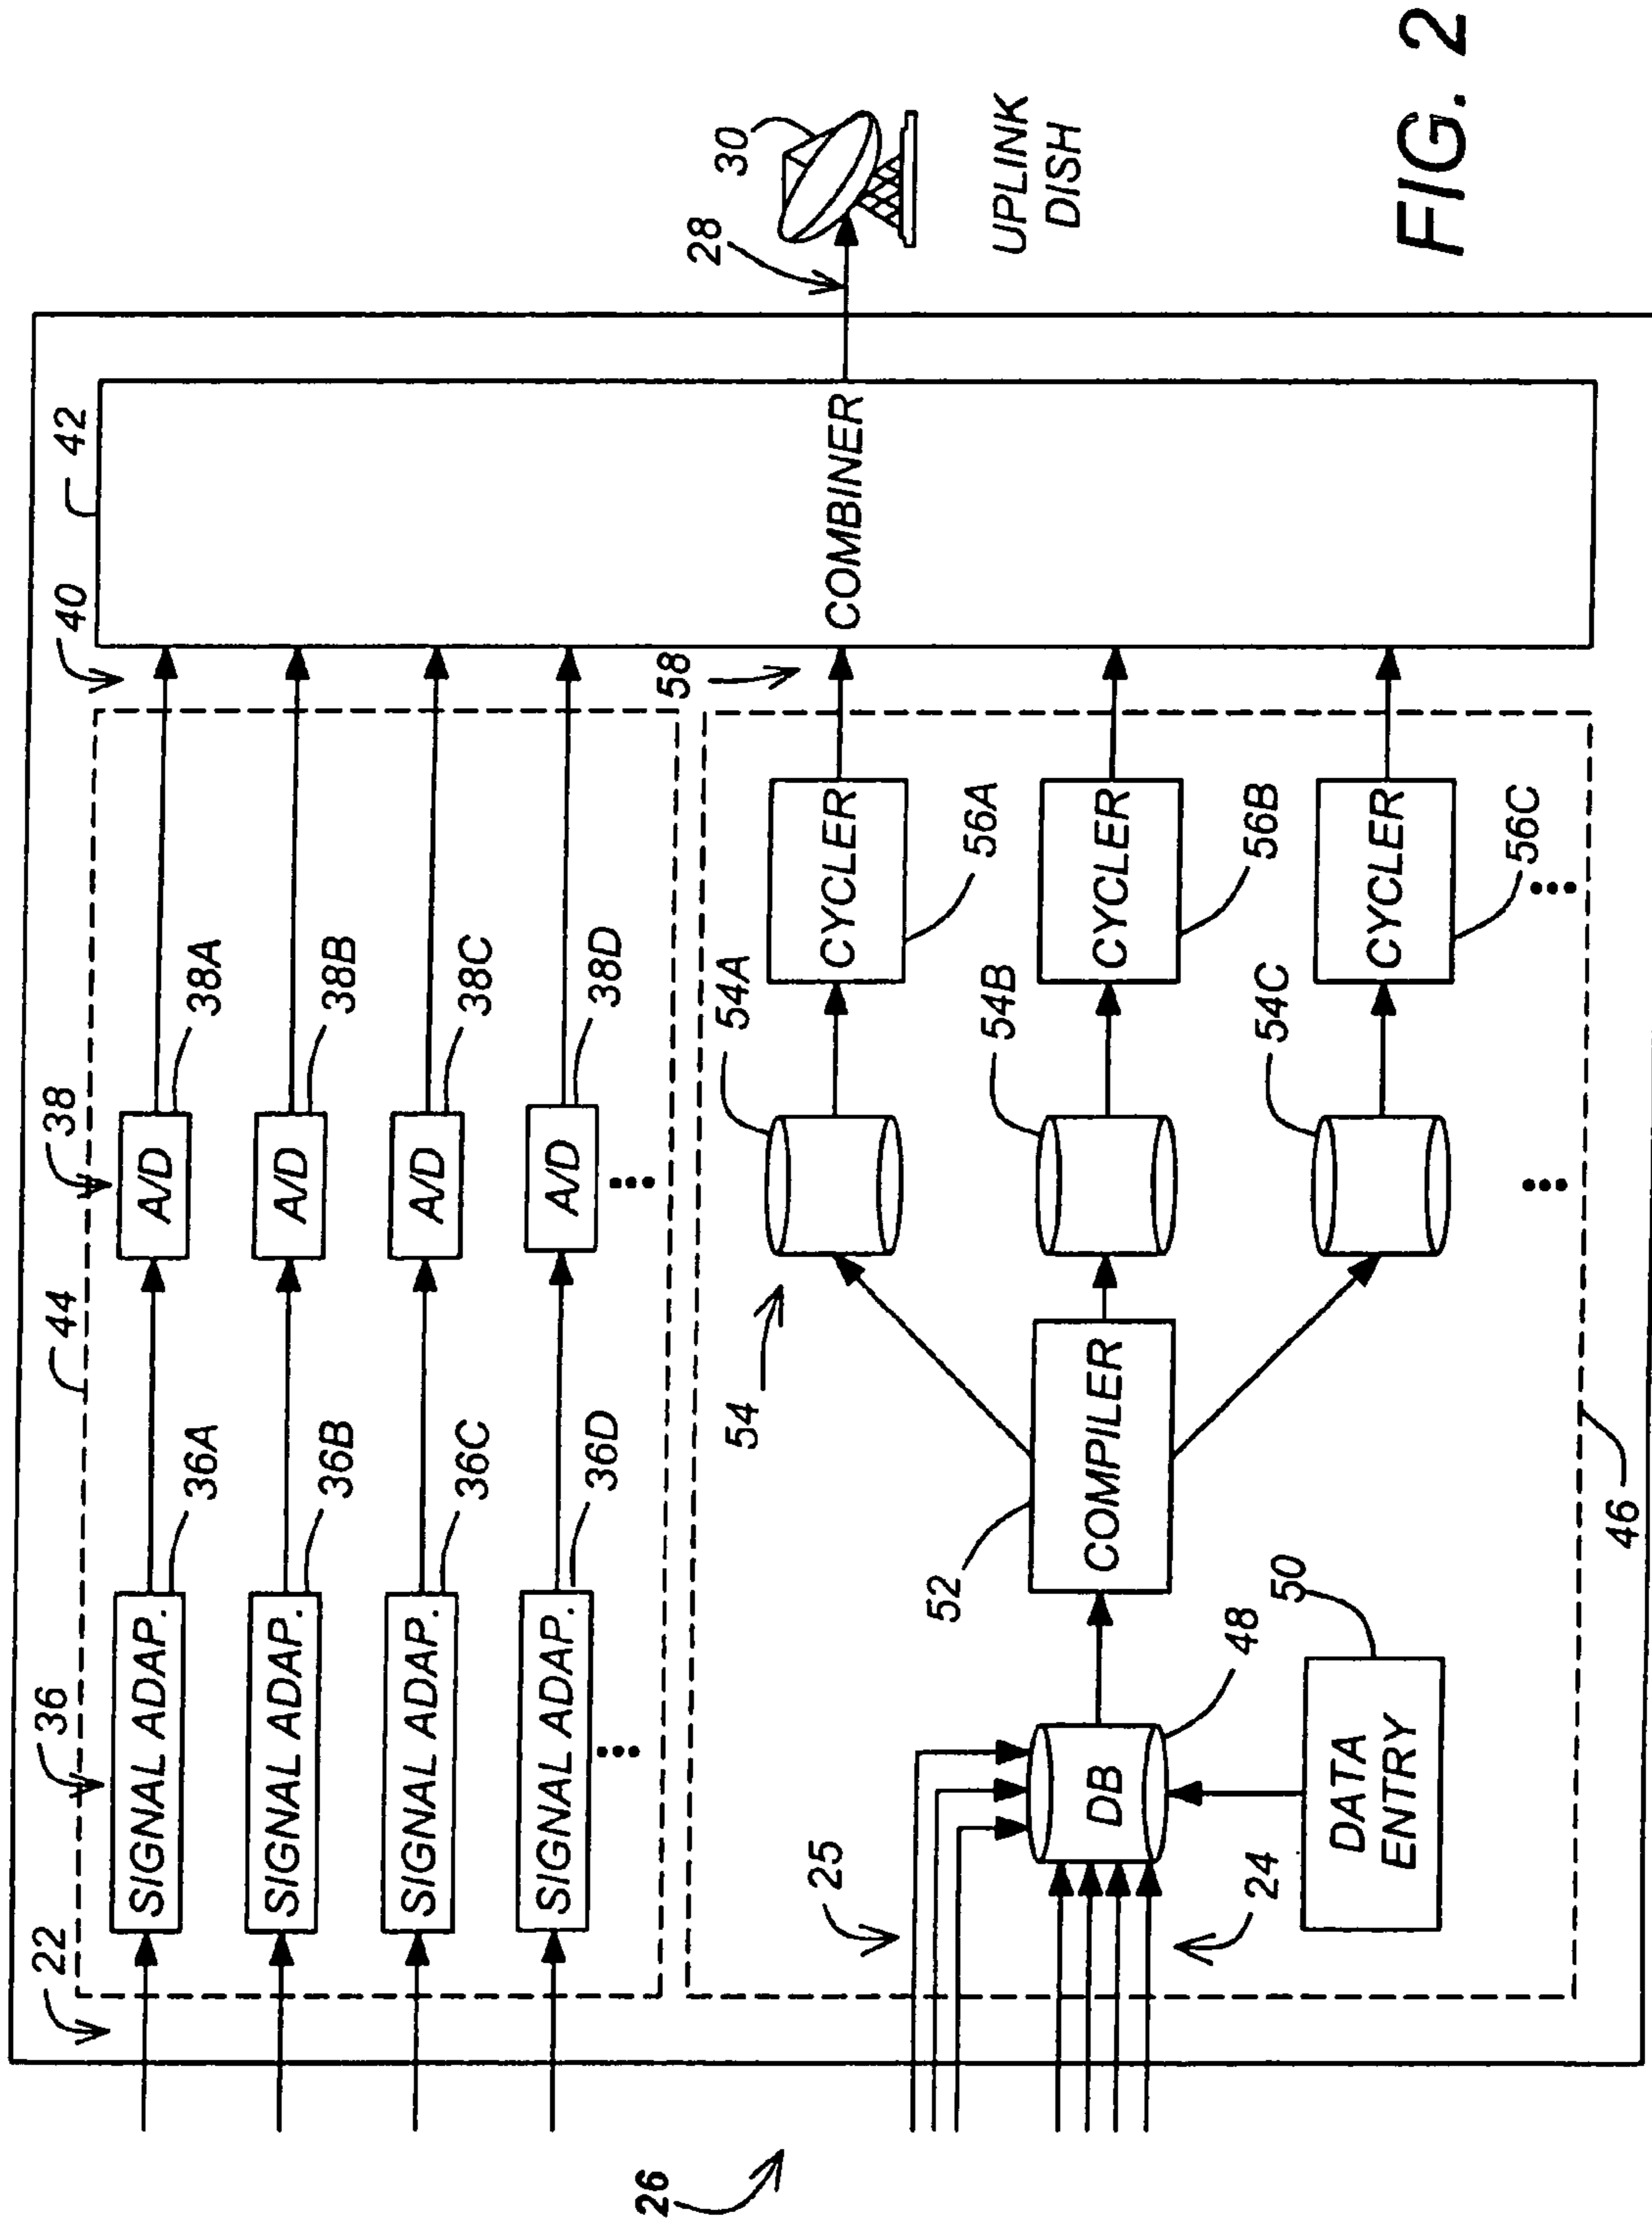 22
36
44
38
40
42
SIGNAL ADAP.
36A
A/D
38A
SIGNAL ADAP.
36B
A/D
38B
SIGNAL ADAP.
36C
A/D
38C
SIGNAL ADAP.
36D
A/D
38D
26
25
24
DB
48
DATA
ENTRY
50
52
COMPILER
54
54A
54B
54C
CYCLER
56A
CYCLER
56B
CYCLER
56C
46
58
COMBINER
28
30
UPLINK
DISH
FIG. 2